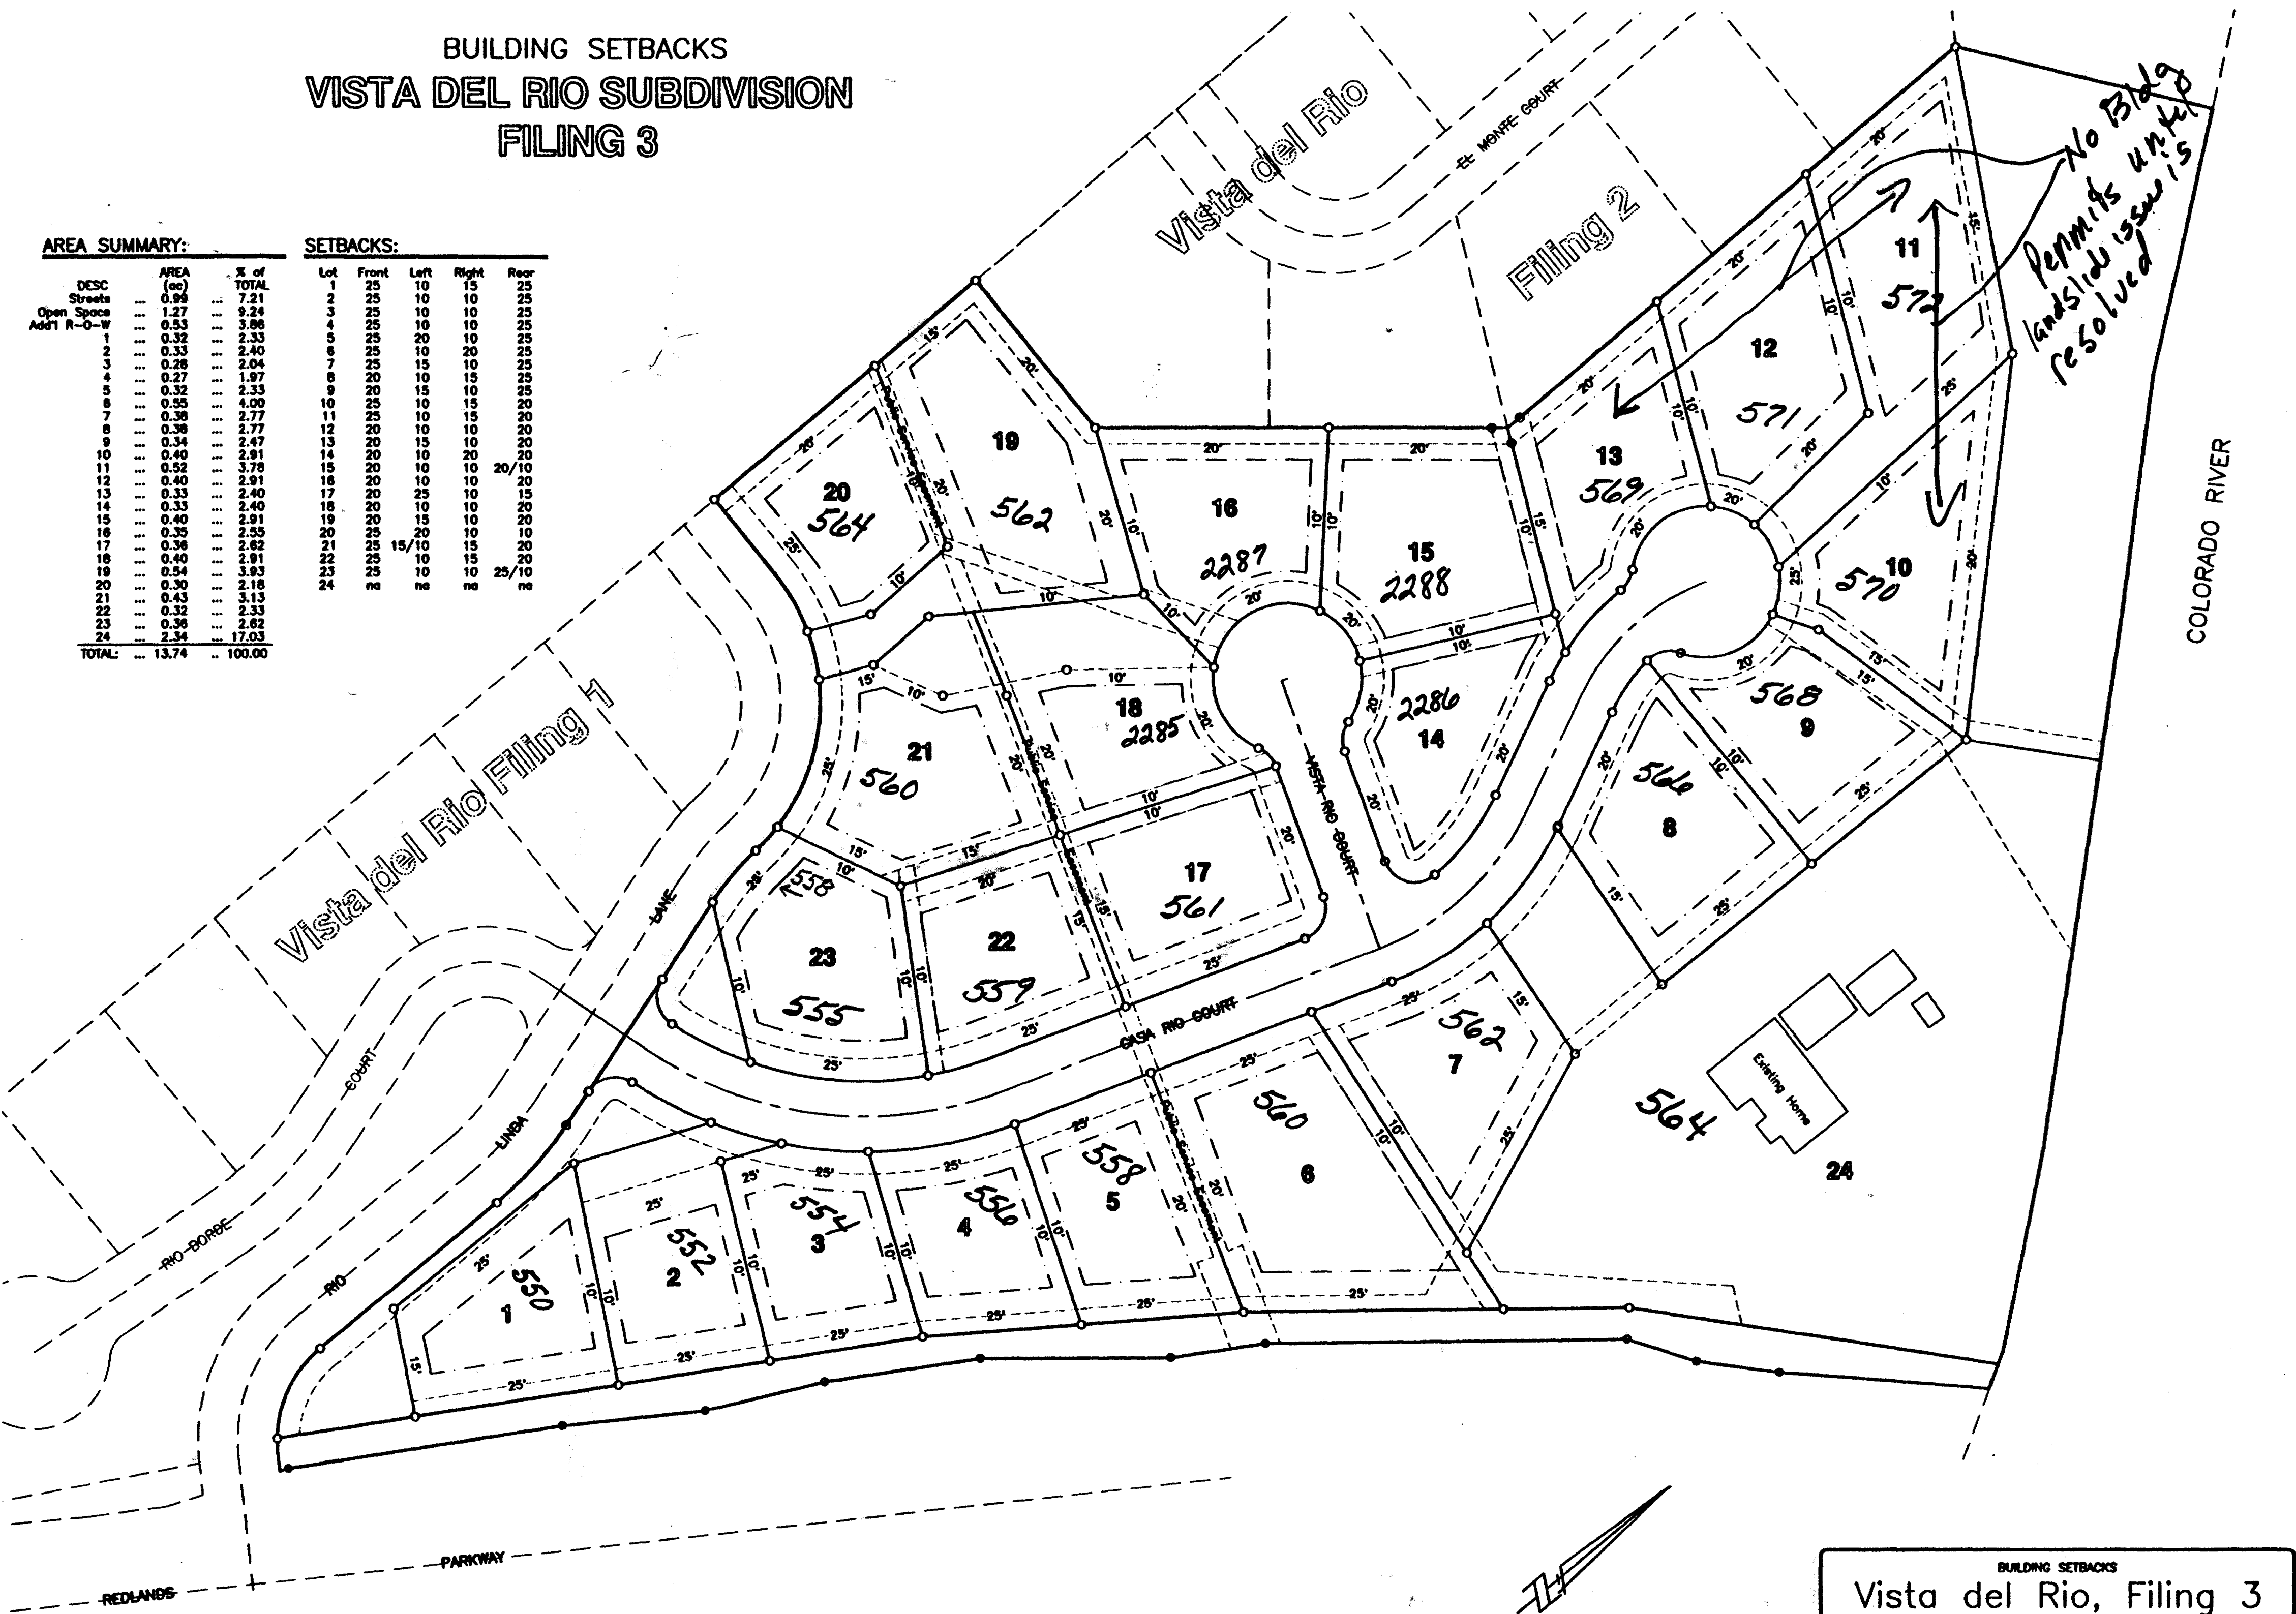 BUILDING SETBACKS
VISTA DEL RIO SUBDIVISION
FILING 3
AREA SUMMARY:
DESC AREA (ac) % of TOTAL
Streets ... 0.99 ... 7.21
Open Space ... 1.27 ... 9.24
Add'l R-O-W ... 0.53 ... 3.86
1 ... 0.32 ... 2.33
2 ... 0.33 ... 2.40
3 ... 0.28 ... 2.04
4 ... 0.27 ... 1.97
5 ... 0.32 ... 2.33
6 ... 0.55 ... 4.00
7 ... 0.38 ... 2.77
8 ... 0.38 ... 2.77
9 ... 0.34 ... 2.47
10 ... 0.40 ... 2.91
11 ... 0.52 ... 3.78
12 ... 0.40 ... 2.91
13 ... 0.33 ... 2.40
14 ... 0.33 ... 2.40
15 ... 0.40 ... 2.91
16 ... 0.35 ... 2.55
17 ... 0.36 ... 2.62
18 ... 0.40 ... 2.91
19 ... 0.54 ... 3.93
20 ... 0.30 ... 2.18
21 ... 0.43 ... 3.13
22 ... 0.32 ... 2.33
23 ... 0.36 ... 2.62
24 ... 2.34 ... 17.03
TOTAL: ... 13.74 .. 100.00
SETBACKS:
Lot Front Left Right Rear
1 25 10 15 25
2 25 10 10 25
3 25 10 10 25
4 25 10 10 25
5 25 20 10 25
6 25 10 20 25
7 25 15 10 25
8 20 10 15 25
9 20 15 10 25
10 25 10 15 20
11 25 10 15 20
12 20 10 10 20
13 20 15 10 20
14 20 10 20 20
15 20 10 10 20/10
16 20 10 10 20
17 20 25 10 15
18 20 10 10 20
19 20 15 10 20
20 25 20 10 10
21 25 15/10 15 20
22 25 10 15 20
23 25 10 10 25/10
24 na na na na
Vista del Rio
Filing 2
EL MONTE COURT
No Bldg
Permits until
landslide issue is
resolved
COLORADO RIVER
11
572
12
571
13
569
10
570
19
562
20
564
16
2287
15
2288
18
2285
14
2286
568
9
566
8
21
560
17
561
22
559
558
23
555
562
7
560
6
558
5
556
4
554
3
552
2
550
1
564
24
Existing Home
Public Service Easement
Public Service Easement
Public Service Easement
VISTA RIO COURT
CASA RIO COURT
Vista del Rio Filing 1
RIO LINDA LANE
RIO BORDE COURT
REDLANDS PARKWAY
BUILDING SETBACKS
Vista del Rio, Filing 3